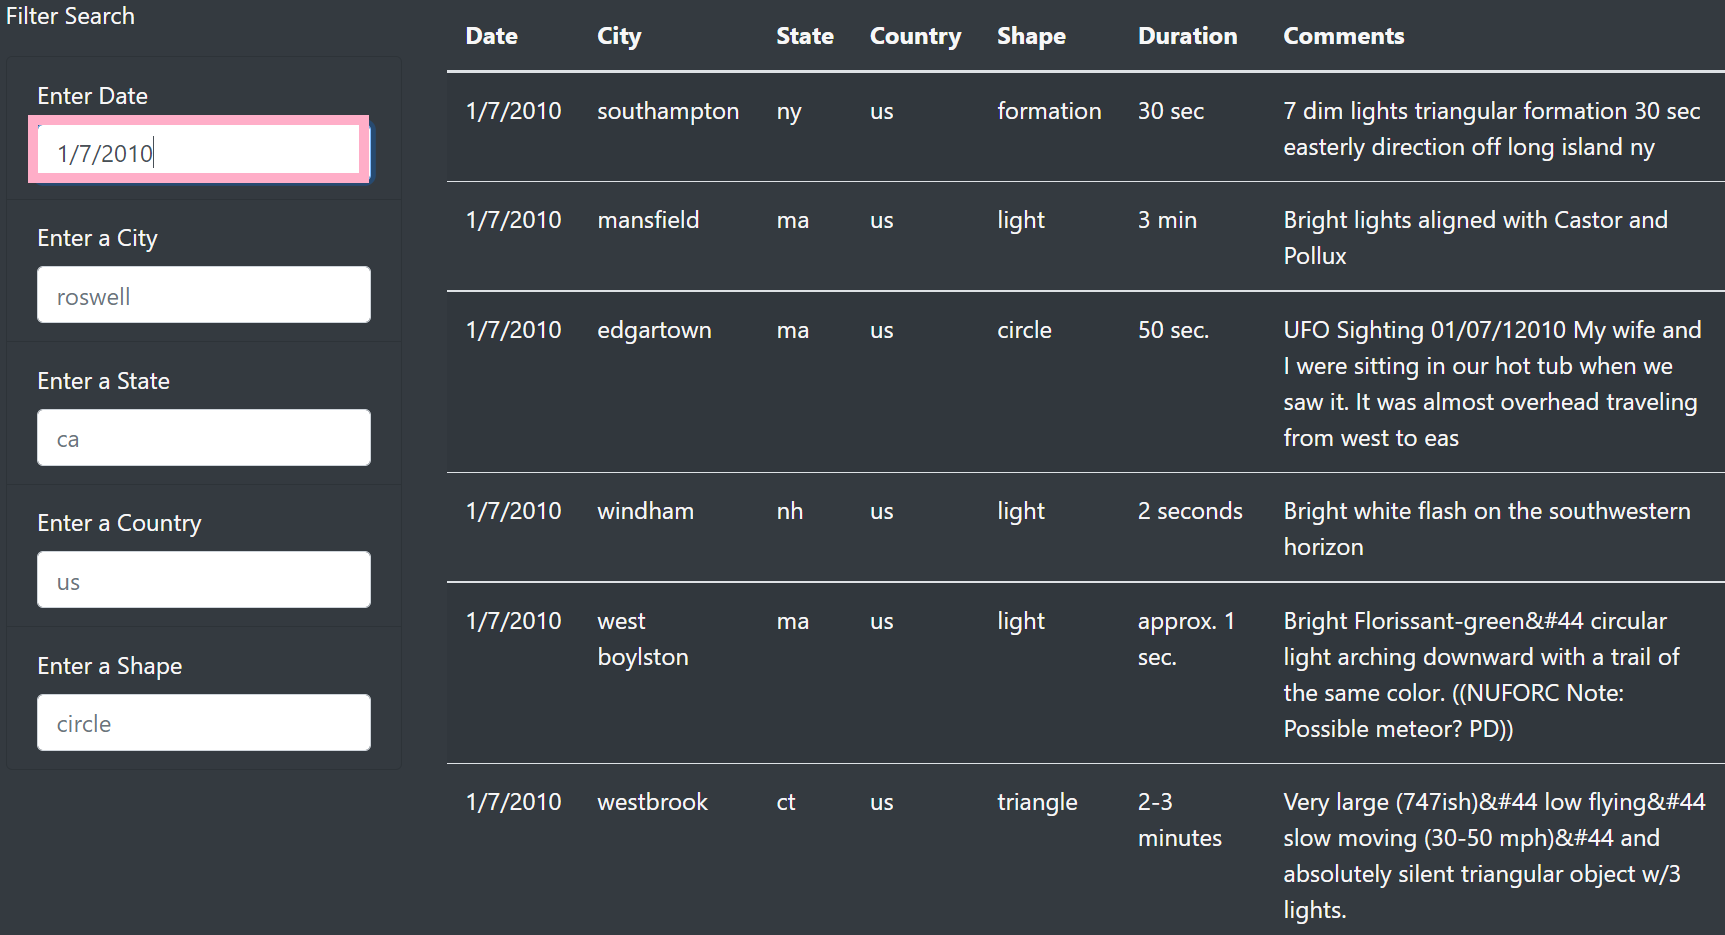 Filter Search
Enter Date
1/7/2010
Enter a City
roswell
Enter a State
ca
Enter a Country
us
Enter a Shape
circle
Date City State Country Shape Duration Comments
1/7/2010 southampton ny us formation 30 sec 7 dim lights triangular formation 30 sec
easterly direction off long island ny
1/7/2010 mansfield ma us light 3 min Bright lights aligned with Castor and
Pollux
1/7/2010 edgartown ma us circle 50 sec. UFO Sighting 01/07/12010 My wife and
I were sitting in our hot tub when we
saw it. It was almost overhead traveling
from west to eas
1/7/2010 windham nh us light 2 seconds Bright white flash on the southwestern
horizon
1/7/2010 west ma us light approx. 1 Bright Florissant-green&#44 circular
boylston sec. light arching downward with a trail of
the same color. ((NUFORC Note:
Possible meteor? PD))
1/7/2010 westbrook ct us triangle 2-3 Very large (747ish)&#44 low flying&#44
minutes slow moving (30-50 mph)&#44 and
absolutely silent triangular object w/3
lights.